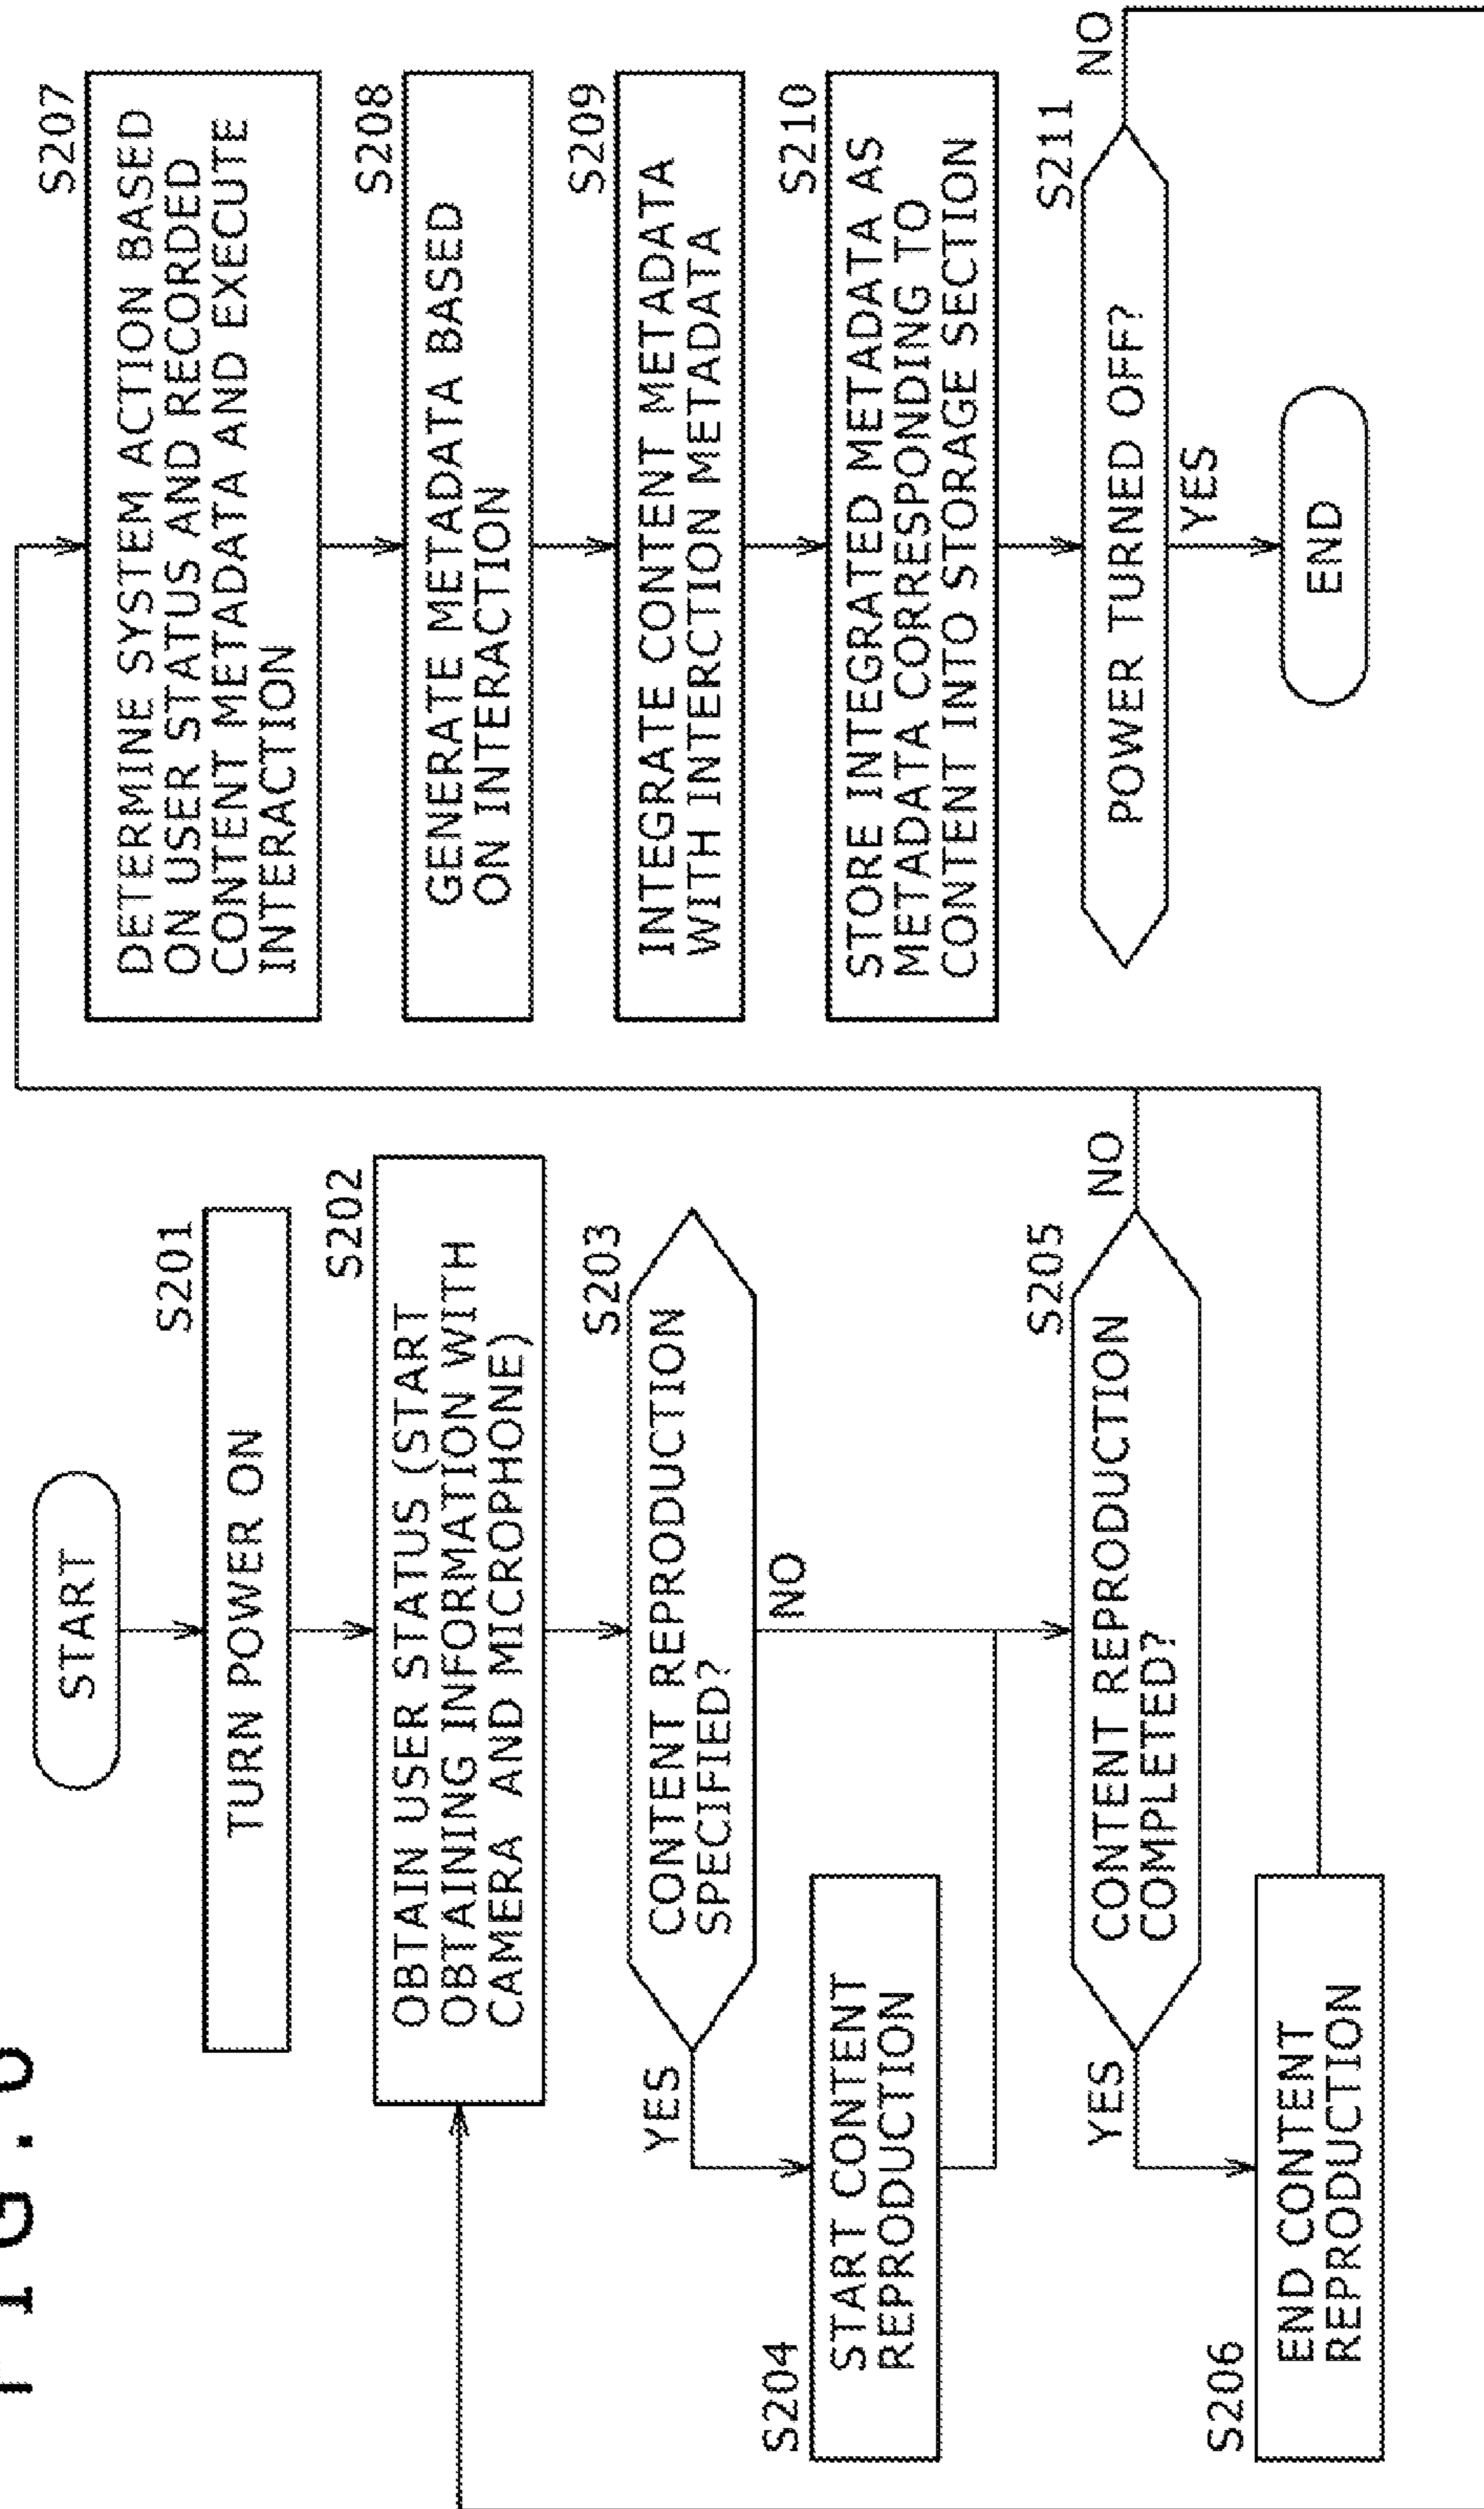 FIG.
START
S201
TURN POWER ON
S202
OBTAIN USER STATUS (START
OBTAINING INFORMATION WITH
CAMERA AND MICROPHONE)
S203
CONTENT REPRODUCTION
SPECIFIED?
YES
NO
S204
START CONTENT
REPRODUCTION
S205
CONTENT REPRODUCTION
COMPLETED?
YES
NO
S206
END CONTENT
REPRODUCTION
S207
DETERMINE SYSTEM ACTION BASED
ON USER STATUS AND RECORDED
CONTENT METADATA AND EXECUTE
INTERACTION
S208
GENERATE METADATA BASED
ON INTERACTION
S209
INTEGRATE CONTENT METADATA
WITH INTERCTION METADATA
S210
STORE INTEGRATED METADATA AS
METADATA CORRESPONDING TO
CONTENT INTO STORAGE SECTION
S211
POWER TURNED OFF?
NO
YES
END